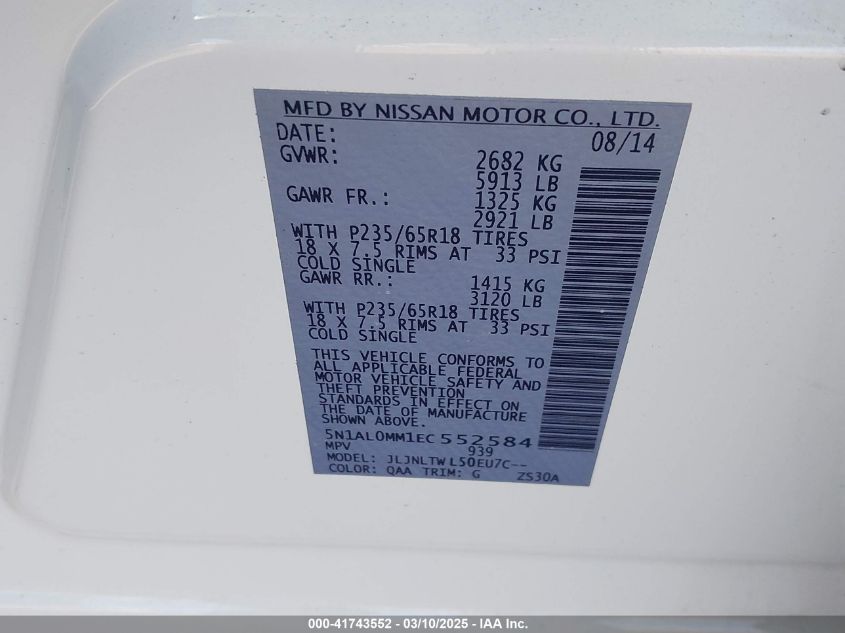 MFD BY NISSAN MOTOR CO., LTD.
DATE: 08/14
GVWR: 2682 KG
5913 LB
GAWR FR.: 1325 KG
2921 LB
WITH P235/65R18 TIRES
18 X 7.5 RIMS AT 33 PSI
COLD SINGLE
GAWR RR.: 1415 KG
3120 LB
WITH P235/65R18 TIRES
18 X 7.5 RIMS AT 33 PSI
COLD SINGLE
THIS VEHICLE CONFORMS TO
ALL APPLICABLE FEDERAL
MOTOR VEHICLE SAFETY AND
THEFT PREVENTION
STANDARDS IN EFFECT ON
THE DATE OF MANUFACTURE
SHOWN ABOVE.
5N1AL0MM1EC552584
MPV 939
MODEL: JLJNLTWL50EU7C--
COLOR: QAA TRIM: G ZS30A
000-41743552 — 03/10/2025 — IAA Inc.